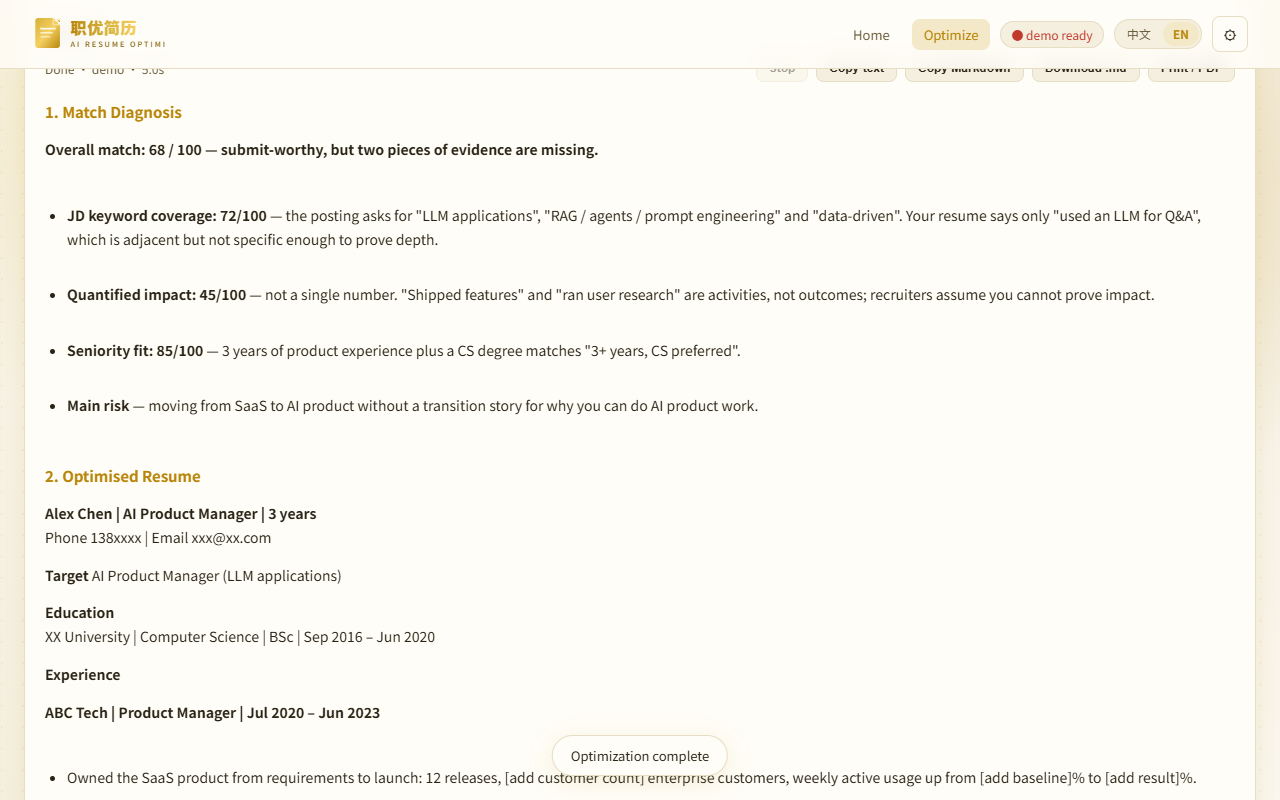 职优简历
AI RESUME OPTIMI
Home
Optimize
demo ready
中文
EN
Done • demo • 5.0s
Stop
Copy text
Copy Markdown
Download .md
Print / PDF
1. Match Diagnosis
Overall match: 68 / 100 — submit-worthy, but two pieces of evidence are missing.
JD keyword coverage: 72/100 — the posting asks for "LLM applications", "RAG / agents / prompt engineering" and "data-driven". Your resume says only "used an LLM for Q&A",
which is adjacent but not specific enough to prove depth.
Quantified impact: 45/100 — not a single number. "Shipped features" and "ran user research" are activities, not outcomes; recruiters assume you cannot prove impact.
Seniority fit: 85/100 — 3 years of product experience plus a CS degree matches "3+ years, CS preferred".
Main risk — moving from SaaS to AI product without a transition story for why you can do AI product work.
2. Optimised Resume
Alex Chen | AI Product Manager | 3 years
Phone 138xxxx | Email xxx@xx.com
Target AI Product Manager (LLM applications)
Education
XX University | Computer Science | BSc | Sep 2016 – Jun 2020
Experience
ABC Tech | Product Manager | Jul 2020 – Jun 2023
Optimization complete
Owned the SaaS product from requirements to launch: 12 releases, [add customer count] enterprise customers, weekly active usage up from [add baseline]% to [add result]%.